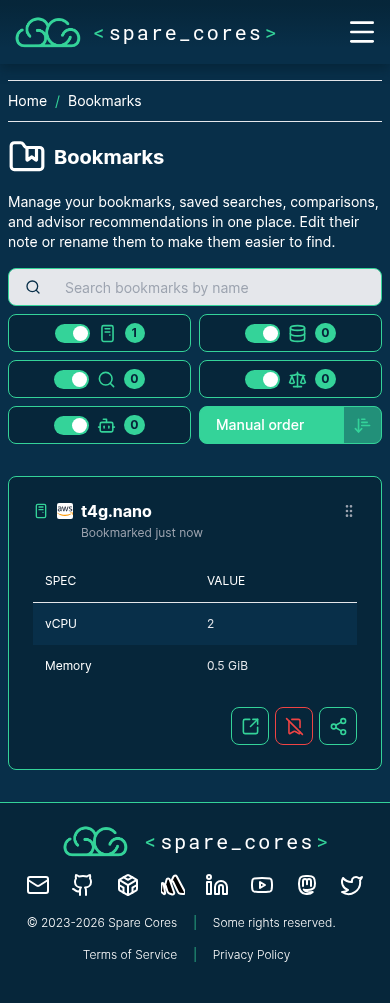 <spare_cores>
Home / Bookmarks
Bookmarks
Manage your bookmarks, saved searches, comparisons,
and advisor recommendations in one place. Edit their
note or rename them to make them easier to find.
Search bookmarks by name
1 0
0 0
0 Manual order
aws t4g.nano
Bookmarked just now
SPEC VALUE
vCPU 2
Memory 0.5 GiB
<spare_cores>
© 2023-2026 Spare Cores | Some rights reserved.
Terms of Service | Privacy Policy